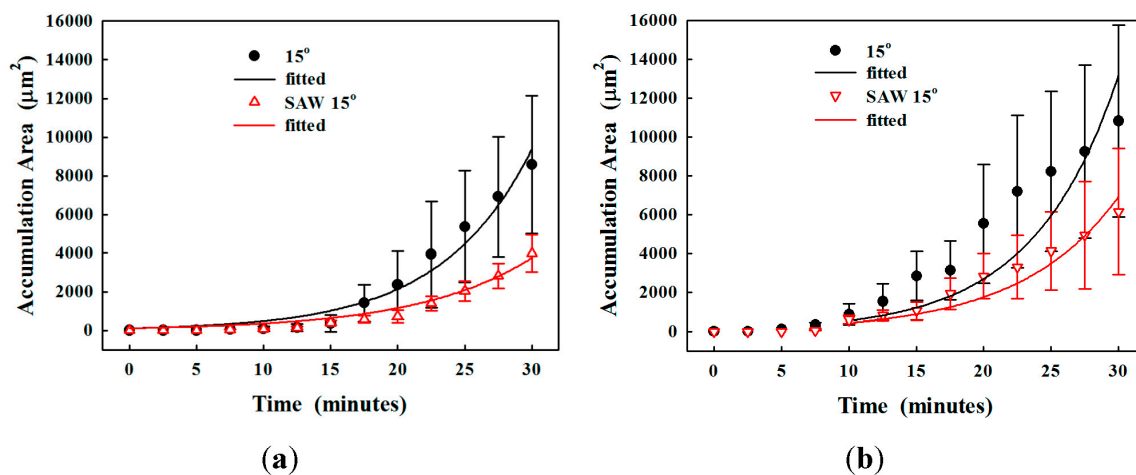 16000
14000
12000
10000
8000
6000
4000
2000
0
Accumulation Area (μm²)
15°
fitted
SAW 15°
fitted
0 5 10 15 20 25 30
Time (minutes)
(a)
16000
14000
12000
10000
8000
6000
4000
2000
0
Accumulation Area (μm²)
15°
fitted
SAW 15°
fitted
0 5 10 15 20 25 30
Time (minutes)
(b)